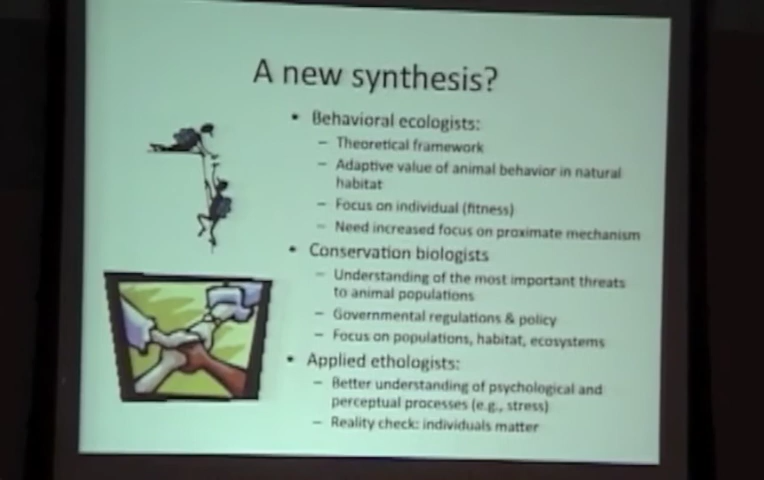 A new synthesis?
• Behavioral ecologists:
– Theoretical framework
– Adaptive value of animal behavior in natural
habitat
– Focus on individual (fitness)
– Need increased focus on proximate mechanism
• Conservation biologists
– Understanding of the most important threats
to animal populations
– Governmental regulations & policy
– Focus on populations, habitat, ecosystems
• Applied ethologists:
– Better understanding of psychological and
perceptual processes (e.g., stress)
– Reality check: individuals matter